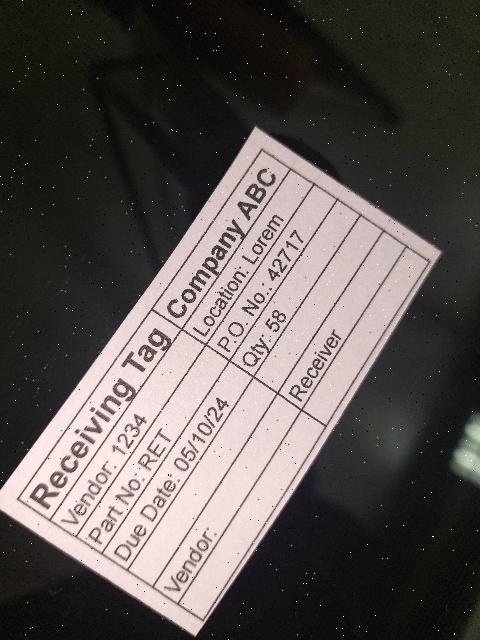 Receiving Tag Company ABC
Vendor: 1234 Location: Lorem
Part No: RET P.O. No.: 42717
Due Date: 05/10/24 Qty: 58
Vendor: Receiver